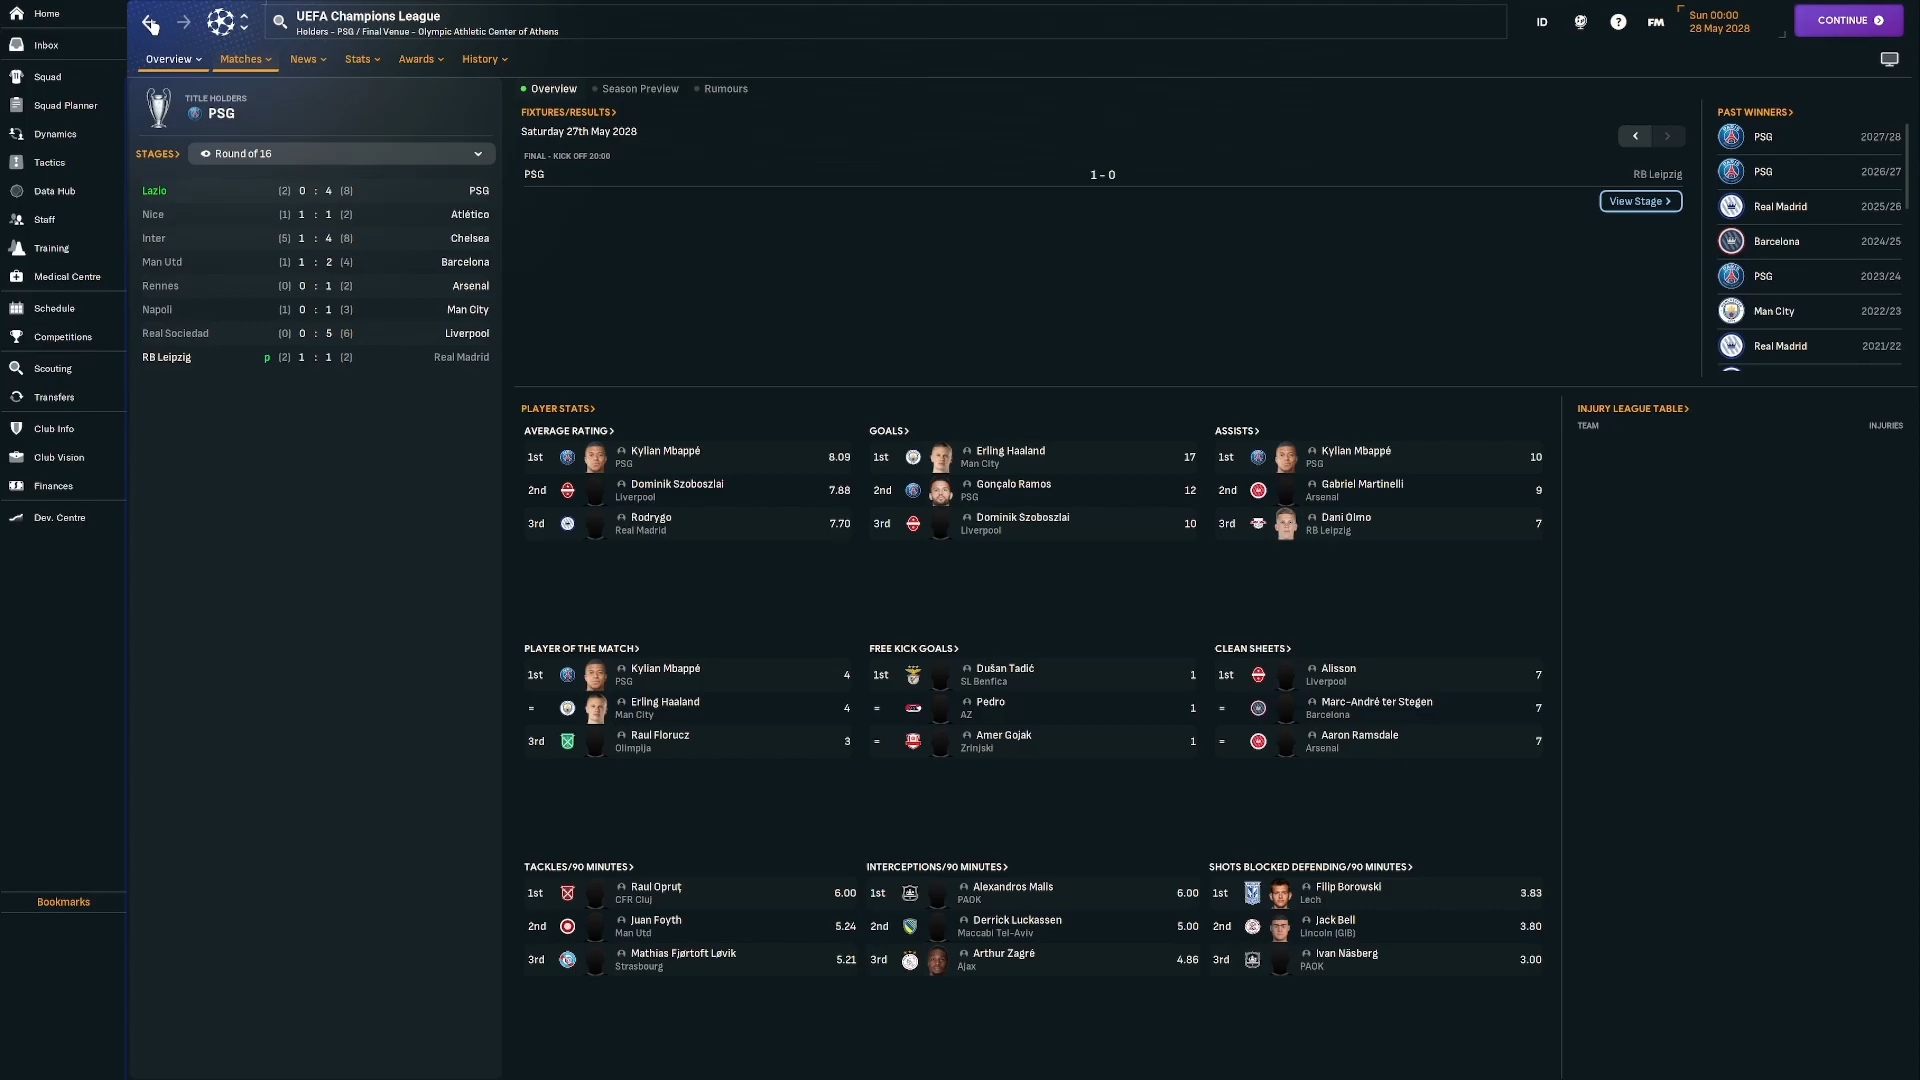 Home
Inbox
Squad
Squad Planner
Dynamics
Tactics
Data Hub
Staff
Training
Medical Centre
Schedule
Competitions
Scouting
Transfers
Club Info
Club Vision
Finances
Dev. Centre
Bookmarks
UEFA Champions League
Holders - PSG / Final Venue - Olympic Athletic Center of Athens
ID
FM
Sun 00:00
28 May 2028
CONTINUE
Overview Matches News Stats Awards History
TITLE HOLDERS
PSG
STAGES> Round of 16
Lazio (2) 0 : 4 (8) PSG
Nice (1) 1 : 1 (2) Atlético
Inter (5) 1 : 4 (8) Chelsea
Man Utd (1) 1 : 2 (4) Barcelona
Rennes (0) 0 : 1 (2) Arsenal
Napoli (1) 0 : 1 (3) Man City
Real Sociedad (0) 0 : 5 (6) Liverpool
RB Leipzig p (2) 1 : 1 (2) Real Madrid
Overview Season Preview Rumours
FIXTURES/RESULTS>
Saturday 27th May 2028
FINAL - KICK OFF 20:00
PSG 1 - 0 RB Leipzig
View Stage >
PAST WINNERS>
PSG 2027/28
PSG 2026/27
Real Madrid 2025/26
Barcelona 2024/25
PSG 2023/24
Man City 2022/23
Real Madrid 2021/22
PLAYER STATS>
AVERAGE RATING>
1st Kylian Mbappé 8.09
PSG
2nd Dominik Szoboszlai 7.88
Liverpool
3rd Rodrygo 7.70
Real Madrid
GOALS>
1st Erling Haaland 17
Man City
2nd Gonçalo Ramos 12
PSG
3rd Dominik Szoboszlai 10
Liverpool
ASSISTS>
1st Kylian Mbappé 10
PSG
2nd Gabriel Martinelli 9
Arsenal
3rd Dani Olmo 7
RB Leipzig
PLAYER OF THE MATCH>
1st Kylian Mbappé 4
PSG
= Erling Haaland 4
Man City
3rd Raul Florucz 3
Olimpija
FREE KICK GOALS>
1st Dušan Tadić 1
SL Benfica
= Pedro 1
AZ
= Amer Gojak 1
Zrinjski
CLEAN SHEETS>
1st Alisson 7
Liverpool
= Marc-André ter Stegen 7
Barcelona
= Aaron Ramsdale 7
Arsenal
TACKLES/90 MINUTES>
1st Raul Opruț 6.00
CFR Cluj
2nd Juan Foyth 5.24
Man Utd
3rd Mathias Fjørtoft Løvik 5.21
Strasbourg
INTERCEPTIONS/90 MINUTES>
1st Alexandros Malis 6.00
PAOK
2nd Derrick Luckassen 5.00
Maccabi Tel-Aviv
3rd Arthur Zagré 4.86
Ajax
SHOTS BLOCKED DEFENDING/90 MINUTES>
1st Filip Borowski 3.83
Lech
2nd Jack Bell 3.80
Lincoln (GIB)
3rd Ivan Näsberg 3.00
PAOK
INJURY LEAGUE TABLE>
TEAM INJURIES